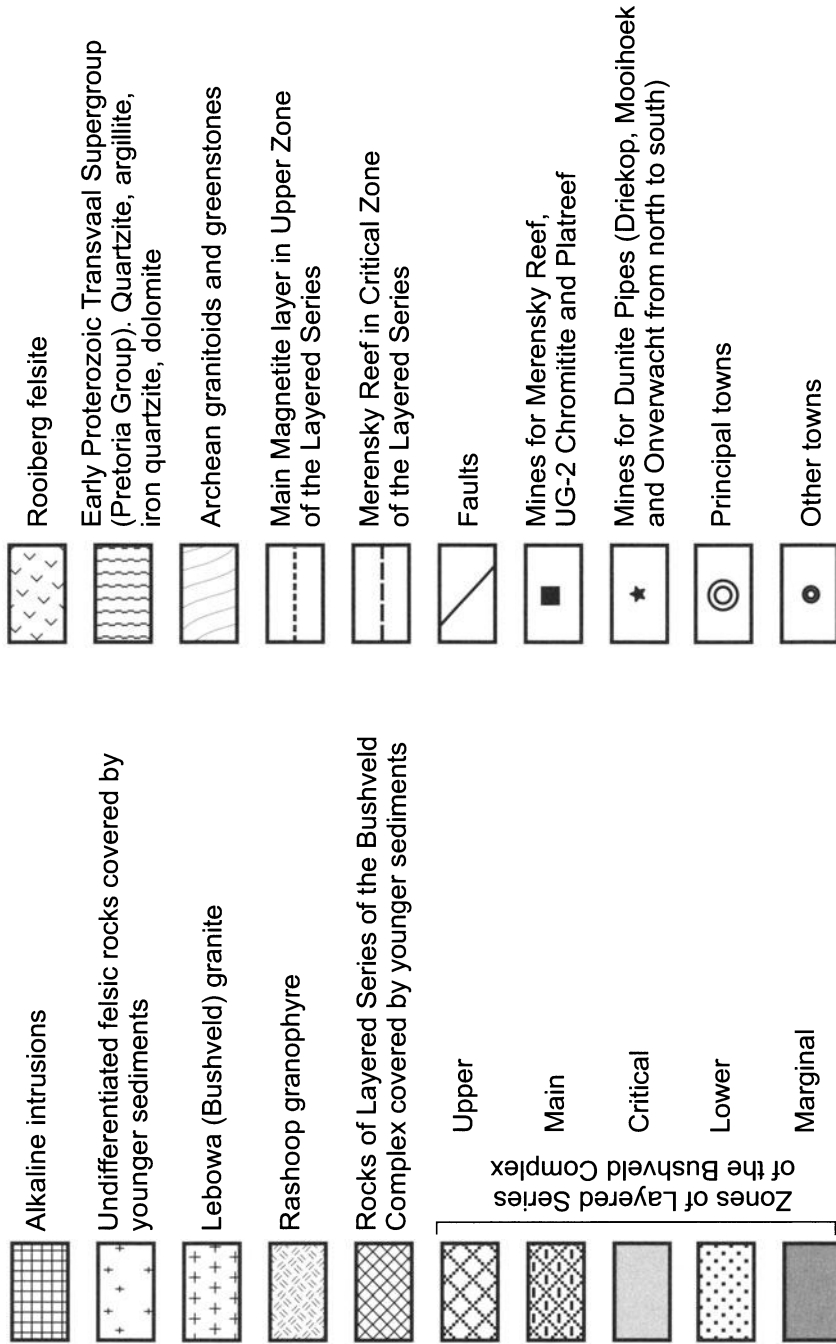 Alkaline intrusions
Undifferentiated felsic rocks covered by
younger sediments
Lebowa (Bushveld) granite
Rashoop granophyre
Rocks of Layered Series of the Bushveld
Complex covered by younger sediments
Zones of Layered Series
of the Bushveld Complex
Upper
Main
Critical
Lower
Marginal
Rooiberg felsite
Early Proterozoic Transvaal Supergroup
(Pretoria Group). Quartzite, argillite,
iron quartzite, dolomite
Archean granitoids and greenstones
Main Magnetite layer in Upper Zone
of the Layered Series
Merensky Reef in Critical Zone
of the Layered Series
Faults
Mines for Merensky Reef,
UG-2 Chromitite and Platreef
Mines for Dunite Pipes (Driekop, Mooihoek
and Onverwacht from north to south)
Principal towns
Other towns